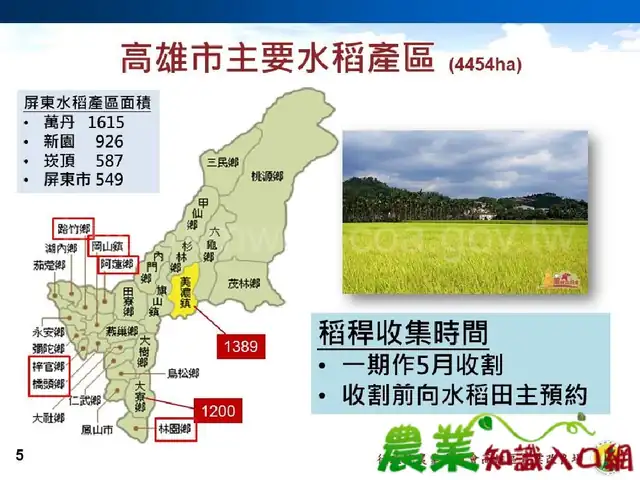 高雄市主要水稻產區 (4454ha)
屏東水稻產區面積
• 萬丹 1615
• 新園 926
• 崁頂 587
• 屏東市 549
三民鄉
桃源鄉
甲仙鄉
路竹鄉
杉林鄉
六龜鄉
岡山鎮
湖內鄉
內門鄉
阿蓮鄉
茄萣鄉
美濃鎮
茂林鄉
田寮鄉
旗山鎮
永安鄉
燕巢鄉
彌陀鄉
大樹鄉
1389
梓官鄉
橋頭鄉
鳥松鄉
仁武鄉
大寮鄉
1200
大社鄉
鳳山市
林園鄉
稻稈收集時間
• 一期作5月收割
• 收割前向水稻田主預約
5
農業知識入口網